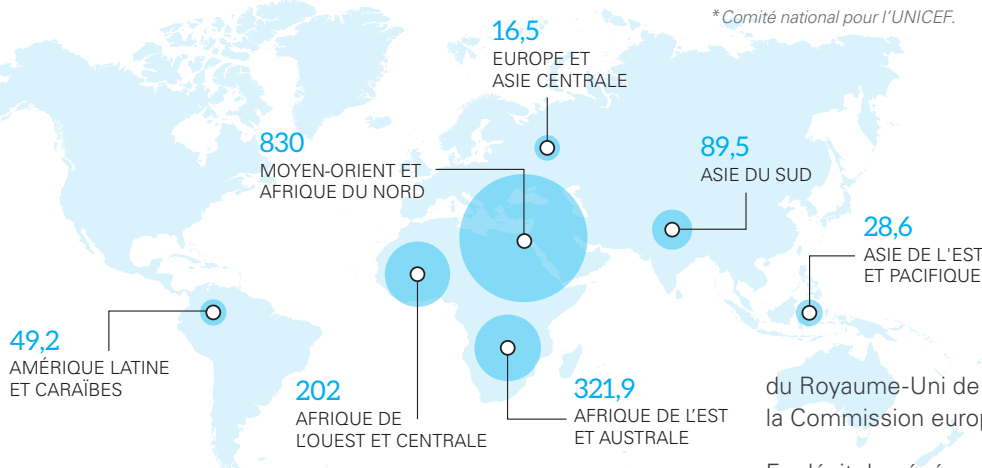 *Comité national pour l'UNICEF.
16,5
EUROPE ET
ASIE CENTRALE
830
MOYEN-ORIENT ET
AFRIQUE DU NORD
89,5
ASIE DU SUD
28,6
ASIE DE L'EST
ET PACIFIQUE
49,2
AMÉRIQUE LATINE
ET CARAÏBES
202
AFRIQUE DE
L'OUEST ET CENTRALE
321,9
AFRIQUE DE L'EST
ET AUSTRALE
du Royaume-Uni de
la Commission europ